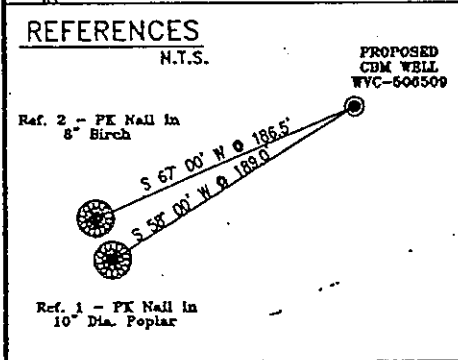 REFERENCES
N.T.S.
PROPOSED
CBM WELL
WVC-506509
Ref. 2 - PK Nail in
8" Birch
S 67° 00' W @ 186.5'
S 58° 00' W @ 189.0'
Ref. 1 - PK Nail in
10" Dia. Poplar